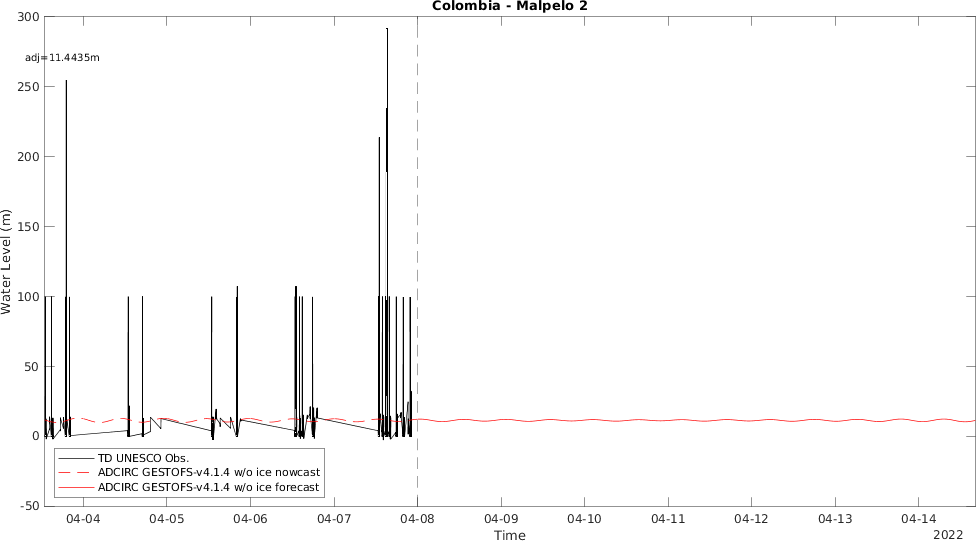 Colombia - Malpelo 2
adj=11.4435m
300
250
200
150
100
50
0
-50
Water Level (m)
TD UNESCO Obs.
ADCIRC GESTOFS-v4.1.4 w/o ice nowcast
ADCIRC GESTOFS-v4.1.4 w/o ice forecast
04-04 04-05 04-06 04-07 04-08 04-09 04-10 04-11 04-12 04-13 04-14
Time
2022